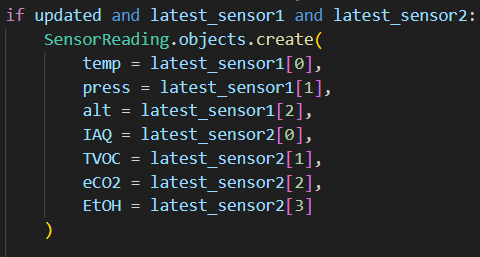 if updated and latest_sensor1 and latest_sensor2:
    SensorReading.objects.create(
        temp = latest_sensor1[0],
        press = latest_sensor1[1],
        alt = latest_sensor1[2],
        IAQ = latest_sensor2[0],
        TVOC = latest_sensor2[1],
        eCO2 = latest_sensor2[2],
        EtOH = latest_sensor2[3]
    )